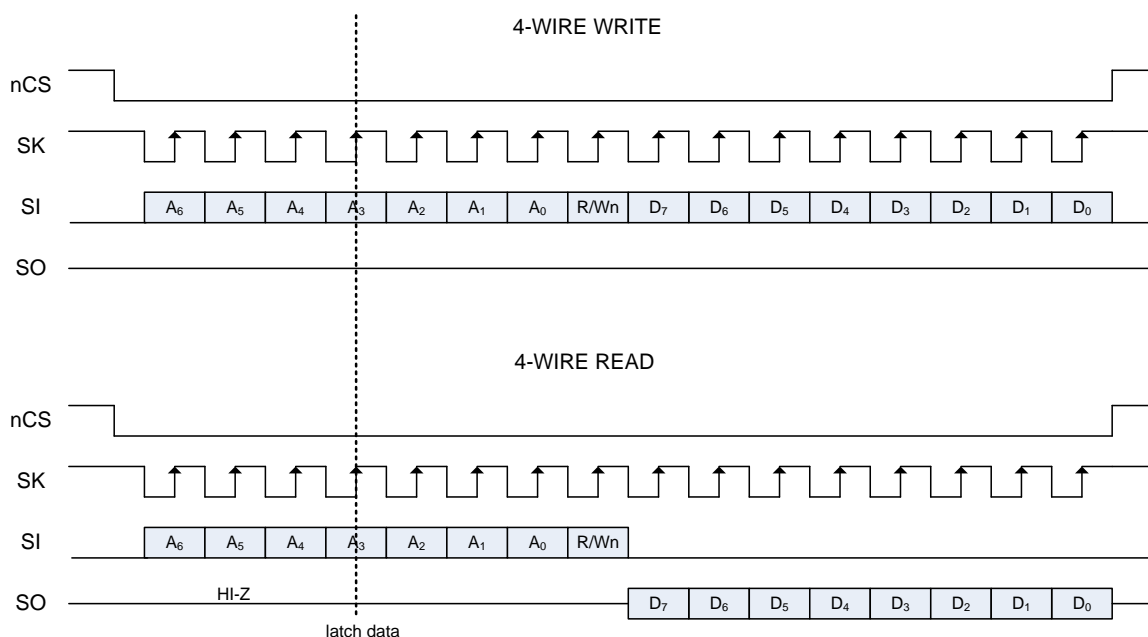 4-WIRE WRITE
nCS
SK
SI A₆ A₅ A₄ A₃ A₂ A₁ A₀ R/Wn D₇ D₆ D₅ D₄ D₃ D₂ D₁ D₀
SO
4-WIRE READ
nCS
SK
SI A₆ A₅ A₄ A₃ A₂ A₁ A₀ R/Wn
SO HI-Z D₇ D₆ D₅ D₄ D₃ D₂ D₁ D₀
latch data